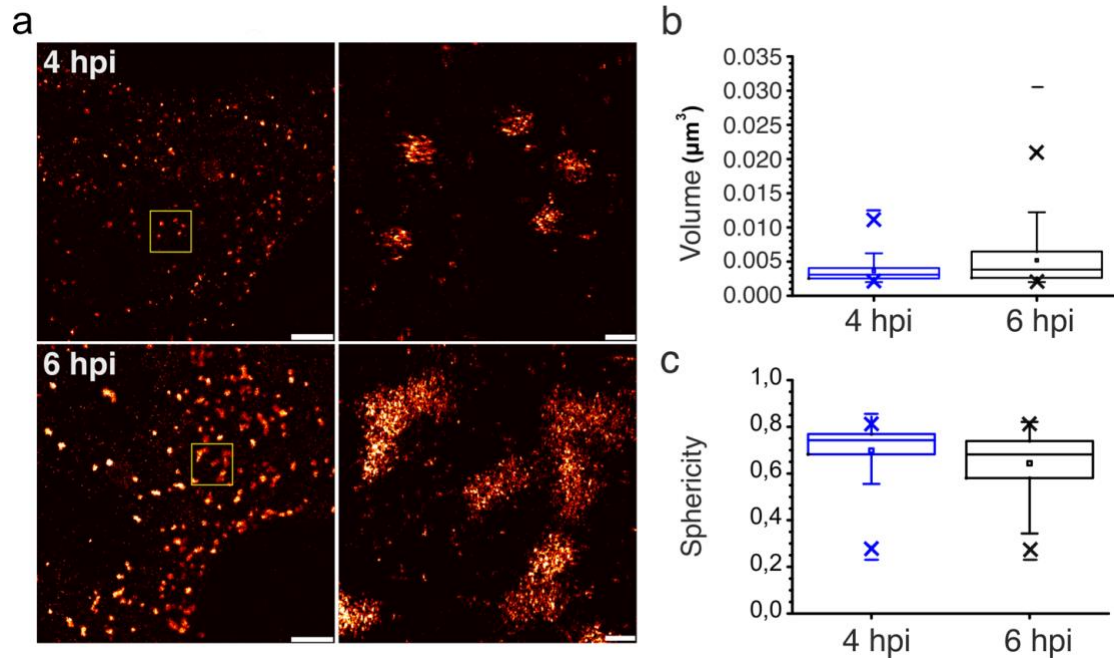 a
4 hpi
6 hpi
b
Volume (µm³)
0.035
0.030
0.025
0.020
0.015
0.010
0.005
0.000
4 hpi
6 hpi
c
Sphericity
1,0
0.8
0.6
0,4
0,2
0,0
4 hpi
6 hpi